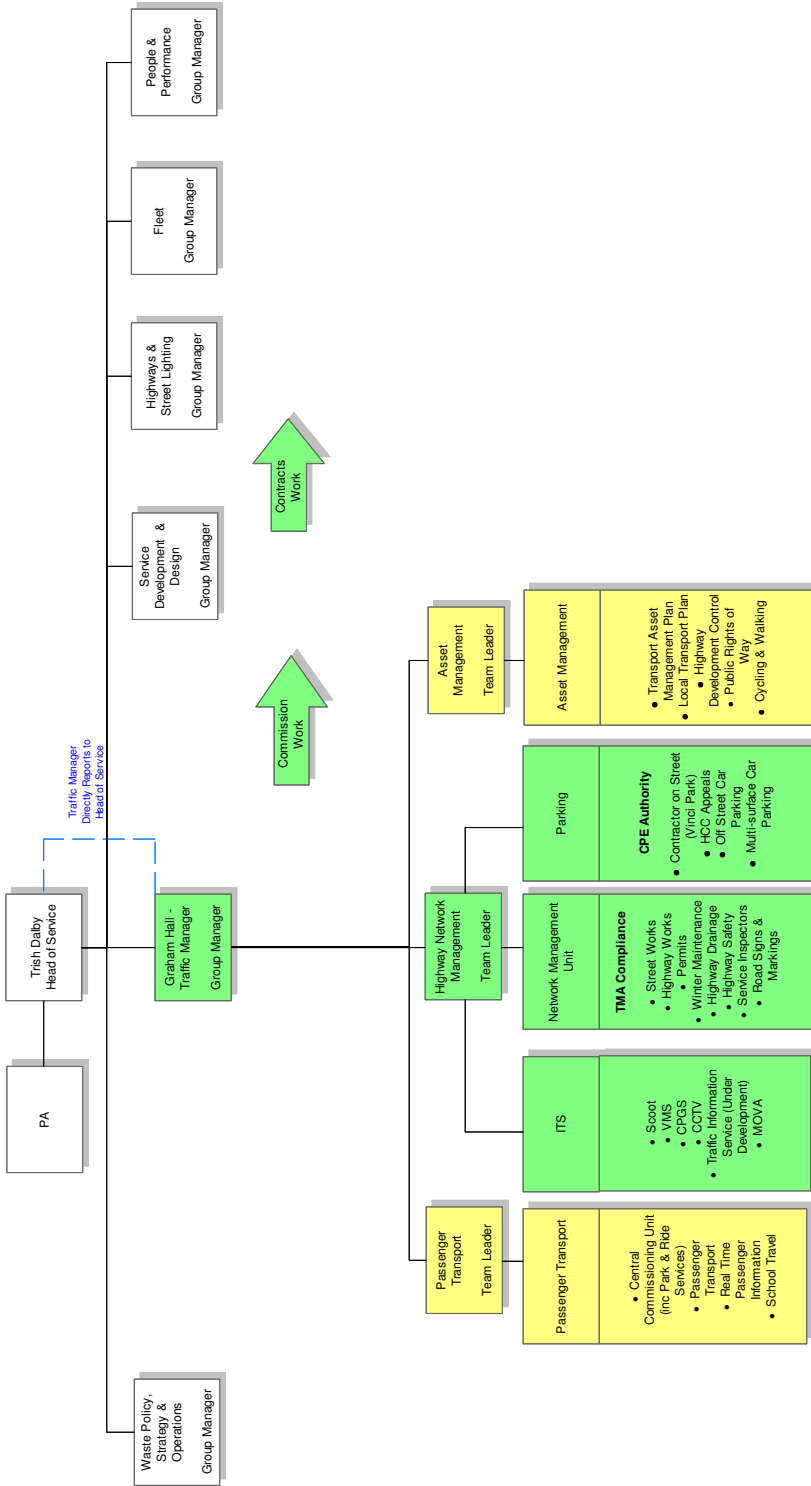 PA
Trish Dalby
Head of Service
Traffic Manager
Directly Reports to
Head of Service
Waste Policy,
Strategy &
Operations
Group Manager
Graham Hall -
Traffic Manager
Group Manager
Service
Development &
Design
Group Manager
Highways &
Street Lighting
Group Manager
Fleet
Group Manager
People &
Performance
Group Manager
Commission
Work
Contracts
Work
Passenger
Transport
Team Leader
Highway Network
Management
Team Leader
Asset
Management
Team Leader
Passenger Transport
• Central
Commissioning Unit
(inc Park & Ride
Services)
• Passenger
Transport
• Real Time
Passenger
Information
• School Travel
ITS
• Scoot
• VMS
• CPGS
• CCTV
• Traffic Information
Service (Under
Development)
• MOVA
Network Management
Unit
TMA Compliance
• Street Works
• Highway Works
• Permits
• Winter Maintenance
• Highway Drainage
• Highway Safety
• Service Inspectors
• Road Signs &
Markings
Parking
CPE Authority
• Contractor on Street
(Vinci Park)
• HCC Appeals
• Off Street Car
Parking
• Multi-surface Car
Parking
Asset Management
• Transport Asset
Management Plan
• Local Transport Plan
• Highway
Development Control
• Public Rights of
Way
• Cycling & Walking